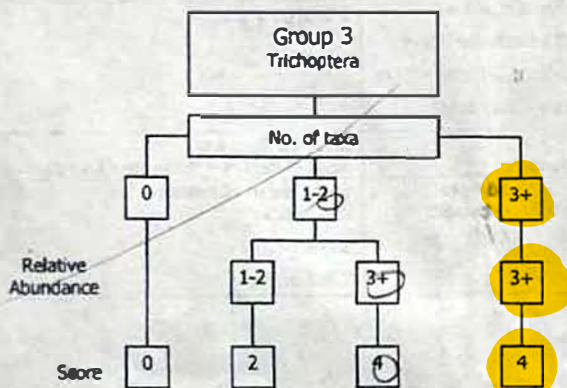 Group 3
Trichoptera
No. of taxa
0 1-2 3+
Relative
Abundance
1-2 3+ 3+
Score 0 2 4 4